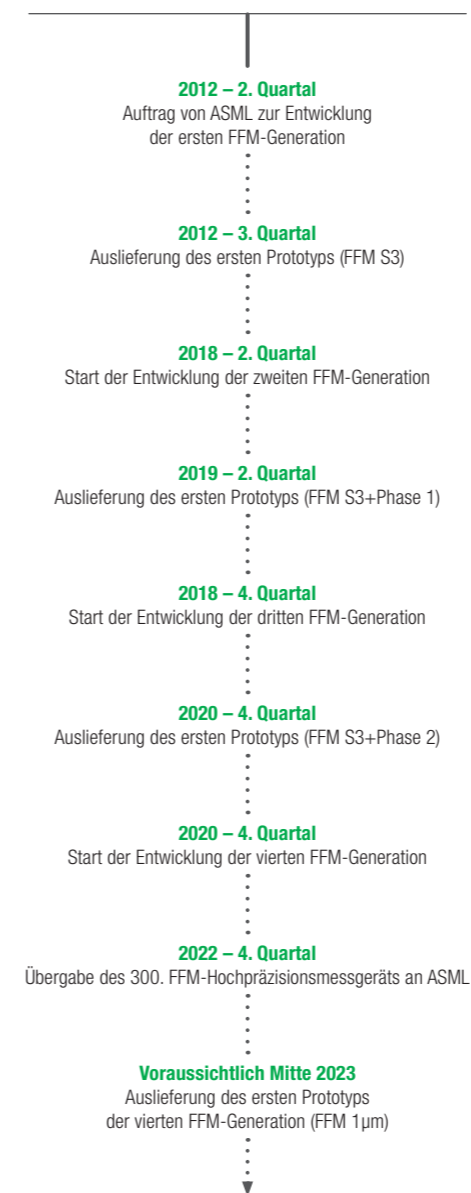 2012 – 2. Quartal
Auftrag von ASML zur Entwicklung
der ersten FFM-Generation
2012 – 3. Quartal
Auslieferung des ersten Prototyps (FFM S3)
2018 – 2. Quartal
Start der Entwicklung der zweiten FFM-Generation
2019 – 2. Quartal
Auslieferung des ersten Prototyps (FFM S3+Phase 1)
2018 – 4. Quartal
Start der Entwicklung der dritten FFM-Generation
2020 – 4. Quartal
Auslieferung des ersten Prototyps (FFM S3+Phase 2)
2020 – 4. Quartal
Start der Entwicklung der vierten FFM-Generation
2022 – 4. Quartal
Übergabe des 300. FFM-Hochpräzisionsmessgeräts an ASML
Voraussichtlich Mitte 2023
Auslieferung des ersten Prototyps
der vierten FFM-Generation (FFM 1µm)